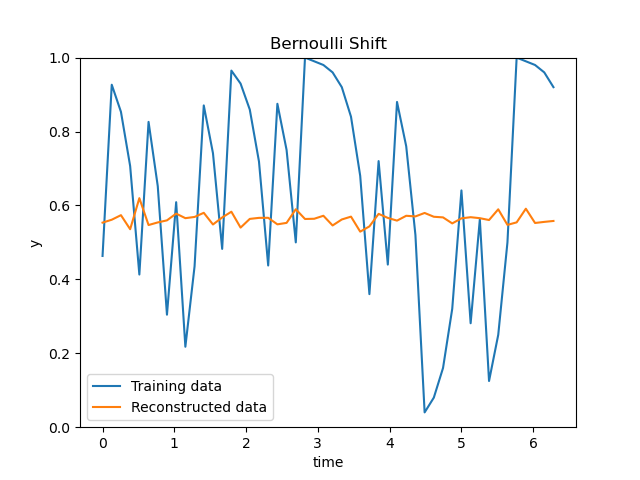 Bernoulli Shift
1.0
0.8
0.6
0.4
0.2
0.0
y
Training data
Reconstructed data
0 1 2 3 4 5 6
time